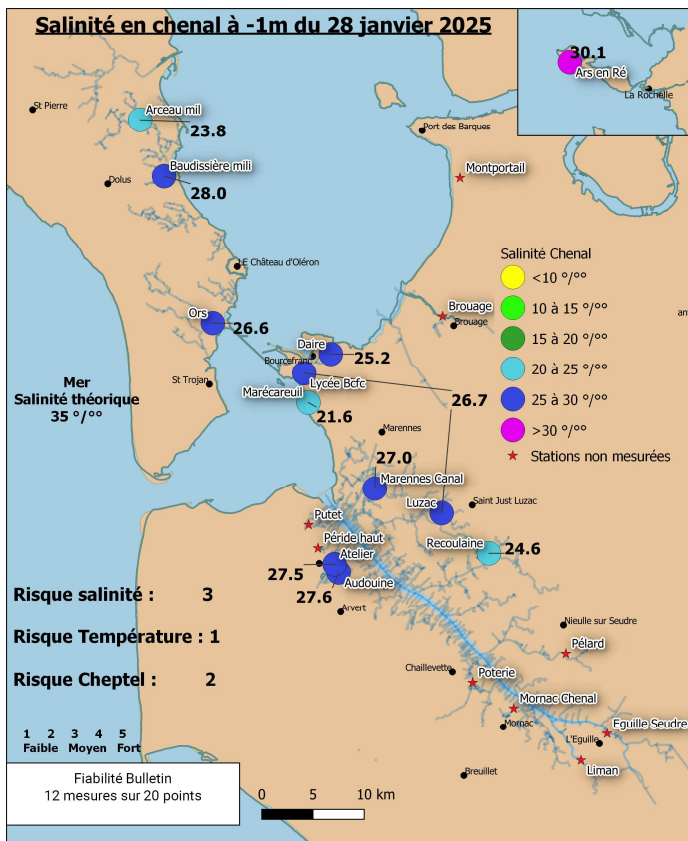 Salinité en chenal à -1m du 28 janvier 2025
30.1
Ars en Ré
La Rochelle
St Pierre
Arceau mil
23.8
Port des Barques
Baudissière mili
Dolus
28.0
Montportail
LE Château d'Oléron
Salinité Chenal
<10 °/°°
10 à 15 °/°°
15 à 20 °/°°
20 à 25 °/°°
25 à 30 °/°°
>30 °/°°
Stations non mesurées
Brouage
Brouage
an
Ors
26.6
Daire
25.2
Bourcefranc
Lycée Bcfc
St Trojan
Marécareuil
21.6
26.7
Mer
Salinité théorique
35 °/°°
Marennes
27.0
Marennes Canal
Luzac
Saint Just Luzac
Putet
Péride haut
Recoulaine
24.6
Atelier
27.5
Audouine
27.6
Arvert
Risque salinité : 3
Risque Température : 1
Risque Cheptel : 2
Nieulle sur Seudre
Pélard
Chaillevette
Poterie
Mornac Chenal
Mornac
Eguille Seudre
L'Eguille
Liman
Breuillet
1 2 3 4 5
Faible Moyen Fort
Fiabilité Bulletin
12 mesures sur 20 points
0 5 10 km